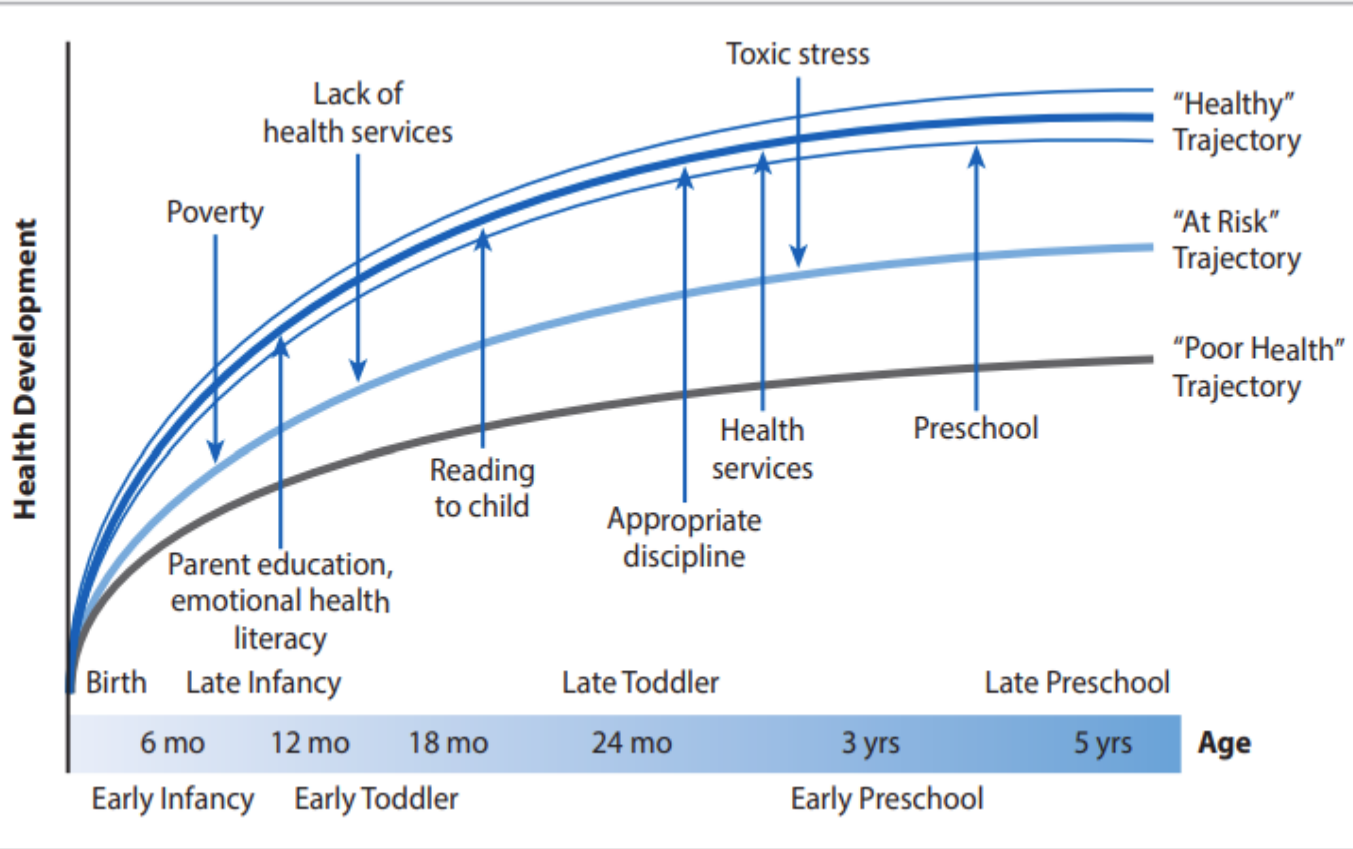 Toxic stress
Lack of
health services
Poverty
"Healthy"
Trajectory
"At Risk"
Trajectory
"Poor Health"
Trajectory
Health Development
Health
services
Preschool
Reading
to child
Appropriate
discipline
Parent education,
emotional health
literacy
Birth Late Infancy Late Toddler Late Preschool
6 mo 12 mo 18 mo 24 mo 3 yrs 5 yrs Age
Early Infancy Early Toddler Early Preschool